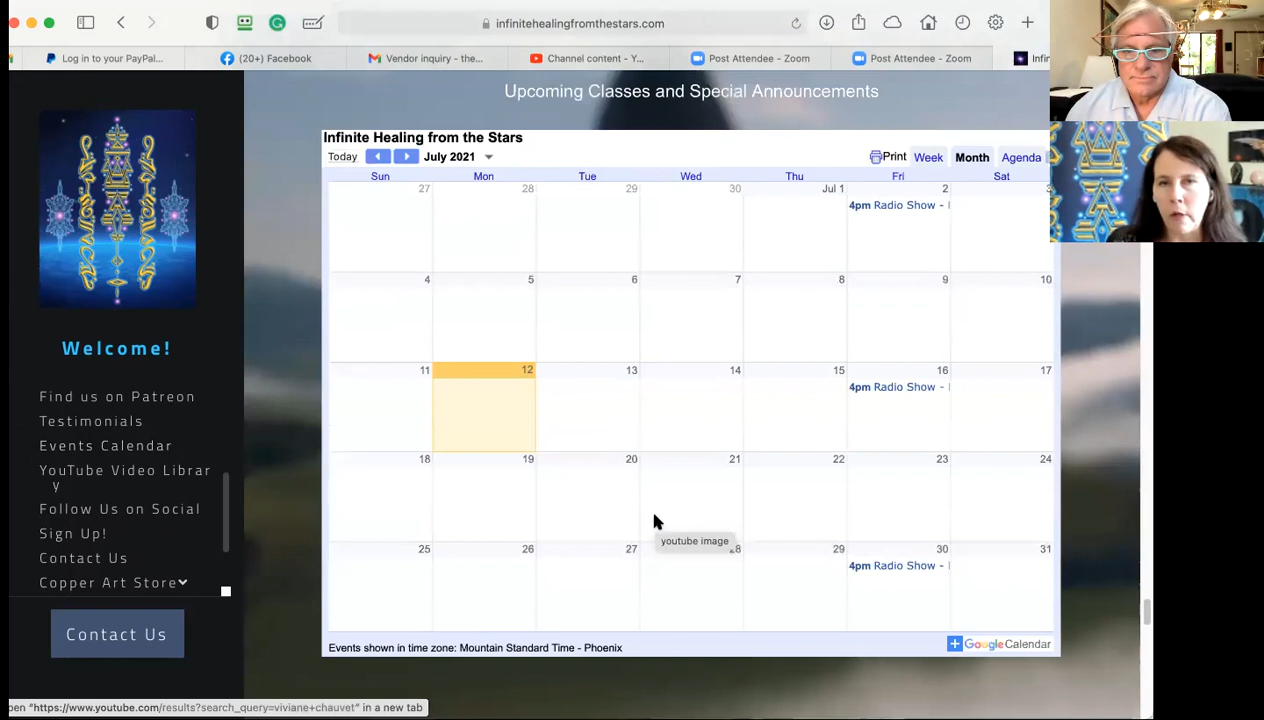 infinitehealingfromthestars.com
Log in to your PayPal...
(20+) Facebook
Vendor inquiry - the...
Channel content - Y...
Post Attendee - Zoom
Post Attendee - Zoom
Infin
Upcoming Classes and Special Announcements
Infinite Healing from the Stars
Today
July 2021
Print
Week
Month
Agenda
Sun Mon Tue Wed Thu Fri Sat
27 28 29 30 Jul 1 2 3
4pm Radio Show -
4 5 6 7 8 9 10
11 12 13 14 15 16 17
4pm Radio Show -
18 19 20 21 22 23 24
25 26 27 28 29 30 31
4pm Radio Show -
youtube image
Events shown in time zone: Mountain Standard Time - Phoenix
Google Calendar
Welcome!
Find us on Patreon
Testimonials
Events Calendar
YouTube Video Librar
y
Follow Us on Social
Sign Up!
Contact Us
Copper Art Store
Contact Us
pen "https://www.youtube.com/results?search_query=viviane+chauvet" in a new tab